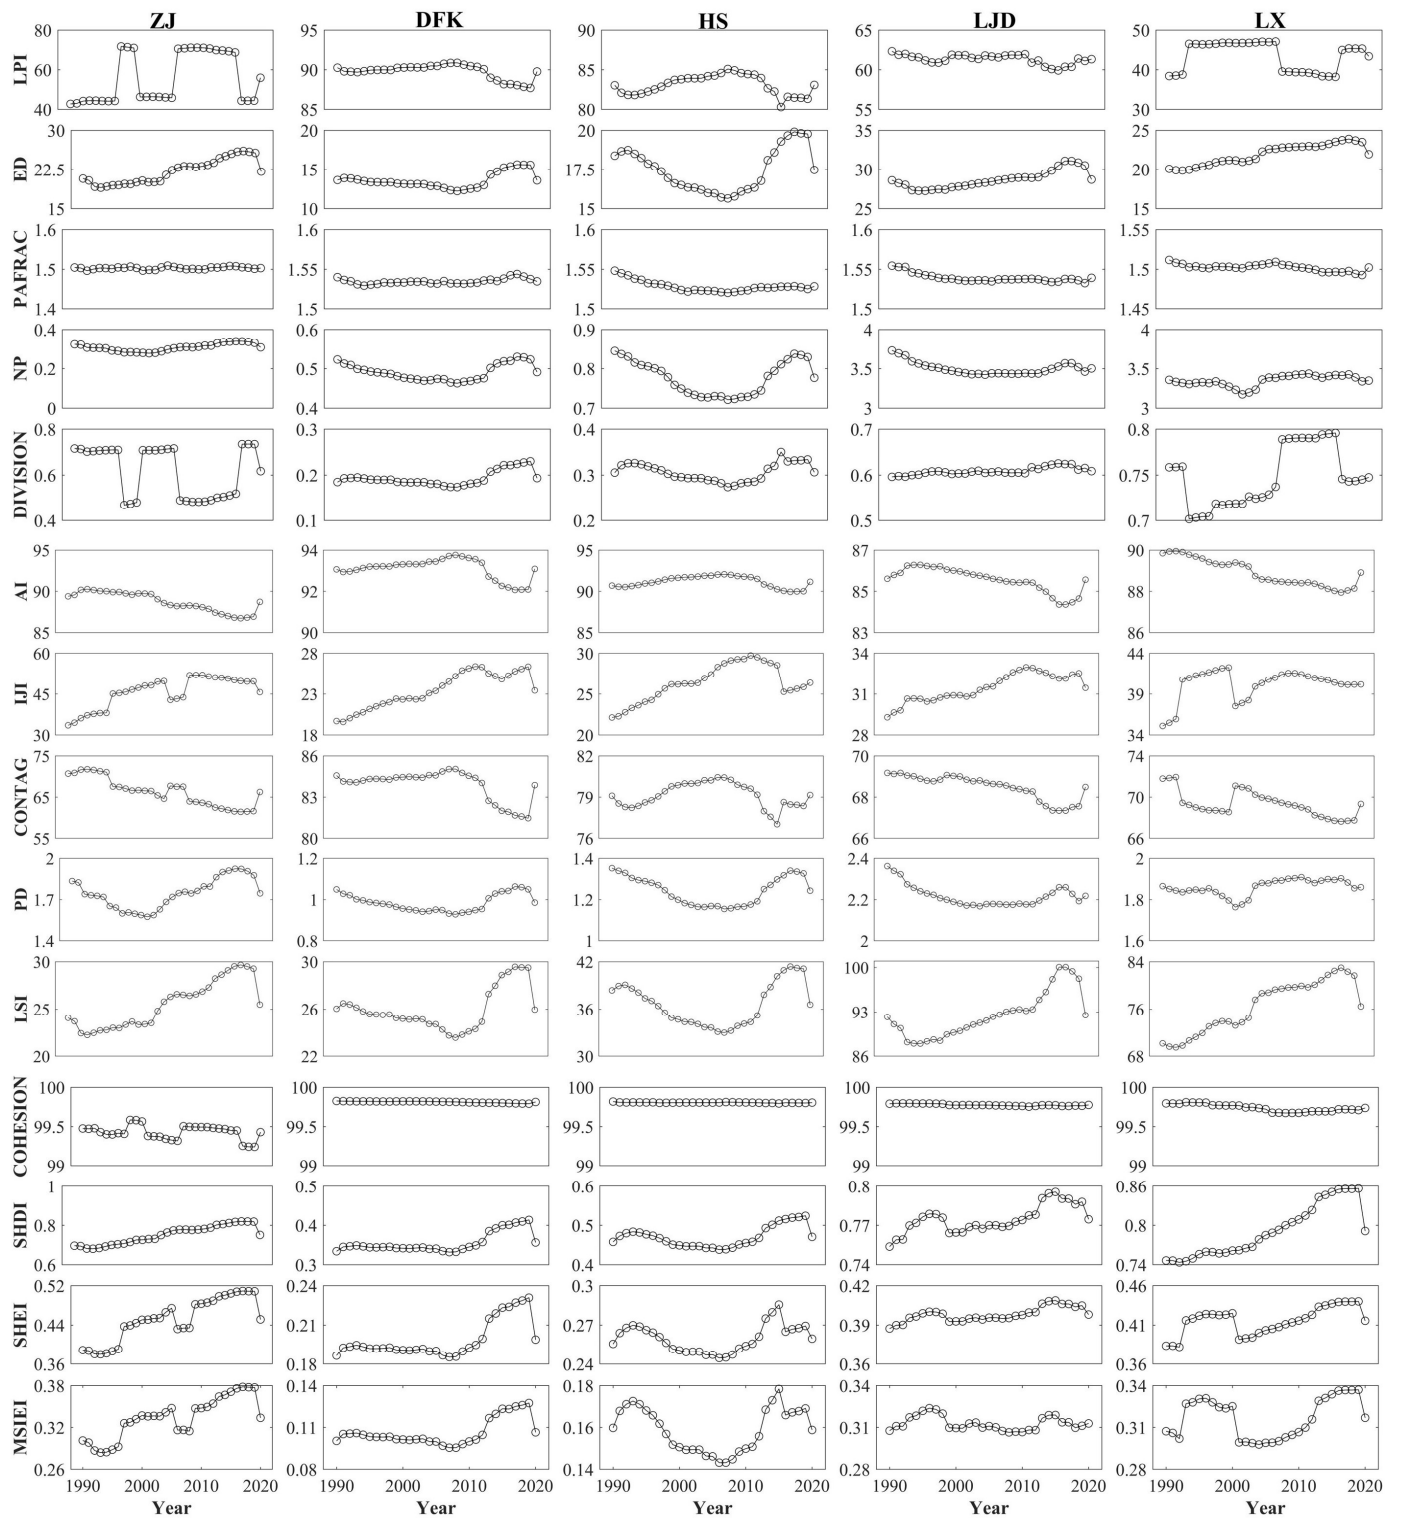 ZJ DFK HS LJD LX
LPI
80 95 90 65 50
60 90 85 60 40
40 85 80 55 30
ED
30 20 20 35 25
22.5 15 17.5 30 20
15 10 15 25 15
PAFRAC
1.6 1.6 1.6 1.6 1.55
1.5 1.55 1.55 1.55 1.5
1.4 1.5 1.5 1.5 1.45
NP
0.4 0.6 0.9 4 4
0.2 0.5 0.8 3.5 3.5
0 0.4 0.7 3 3
DIVISION
0.8 0.3 0.4 0.7 0.8
0.6 0.2 0.3 0.6 0.75
0.4 0.1 0.2 0.5 0.7
AI
95 94 95 87 90
90 92 90 85 88
85 90 85 83 86
IJI
60 28 30 34 44
45 23 25 31 39
30 18 20 28 34
CONTAG
75 86 82 70 74
65 83 79 68 70
55 80 76 66 66
PD
2 1.2 1.4 2.4 2
1.7 1 1.2 2.2 1.8
1.4 0.8 1 2 1.6
LSI
30 30 42 100 84
25 26 36 93 76
20 22 30 86 68
COHESION
100 100 100 100 100
99.5 99.5 99.5 99.5 99.5
99 99 99 99 99
SHDI
1 0.5 0.6 0.8 0.86
0.8 0.4 0.5 0.77 0.8
0.6 0.3 0.4 0.74 0.74
SHEI
0.52 0.24 0.3 0.42 0.46
0.44 0.21 0.27 0.39 0.41
0.36 0.18 0.24 0.36 0.36
MSIEI
0.38 0.14 0.18 0.34 0.34
0.32 0.11 0.16 0.31 0.31
0.26 0.08 0.14 0.28 0.28
1990 2000 2010 2020 1990 2000 2010 2020 1990 2000 2010 2020 1990 2000 2010 2020 1990 2000 2010 2020
Year Year Year Year Year